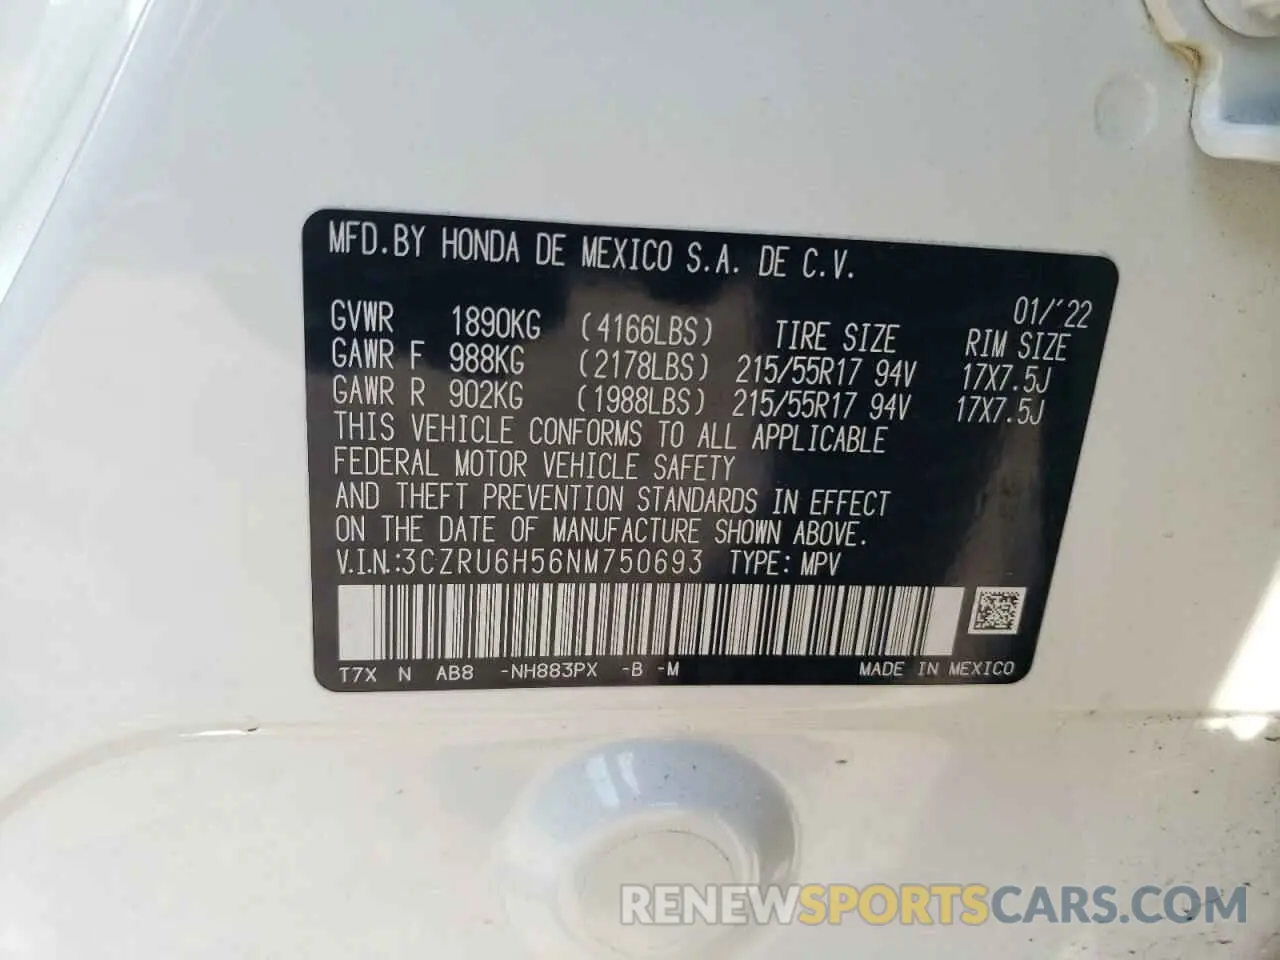 MFD.BY HONDA DE MEXICO S.A. DE C.V.
01/'22
GVWR 1890KG (4166LBS) TIRE SIZE RIM SIZE
GAWR F 988KG (2178LBS) 215/55R17 94V 17X7.5J
GAWR R 902KG (1988LBS) 215/55R17 94V 17X7.5J
THIS VEHICLE CONFORMS TO ALL APPLICABLE
FEDERAL MOTOR VEHICLE SAFETY
AND THEFT PREVENTION STANDARDS IN EFFECT
ON THE DATE OF MANUFACTURE SHOWN ABOVE.
V.I.N.:3CZRU6H56NM750693 TYPE: MPV
T7X N AB8 -NH883PX -B -M MADE IN MEXICO
RENEWSPORTSCARS.COM